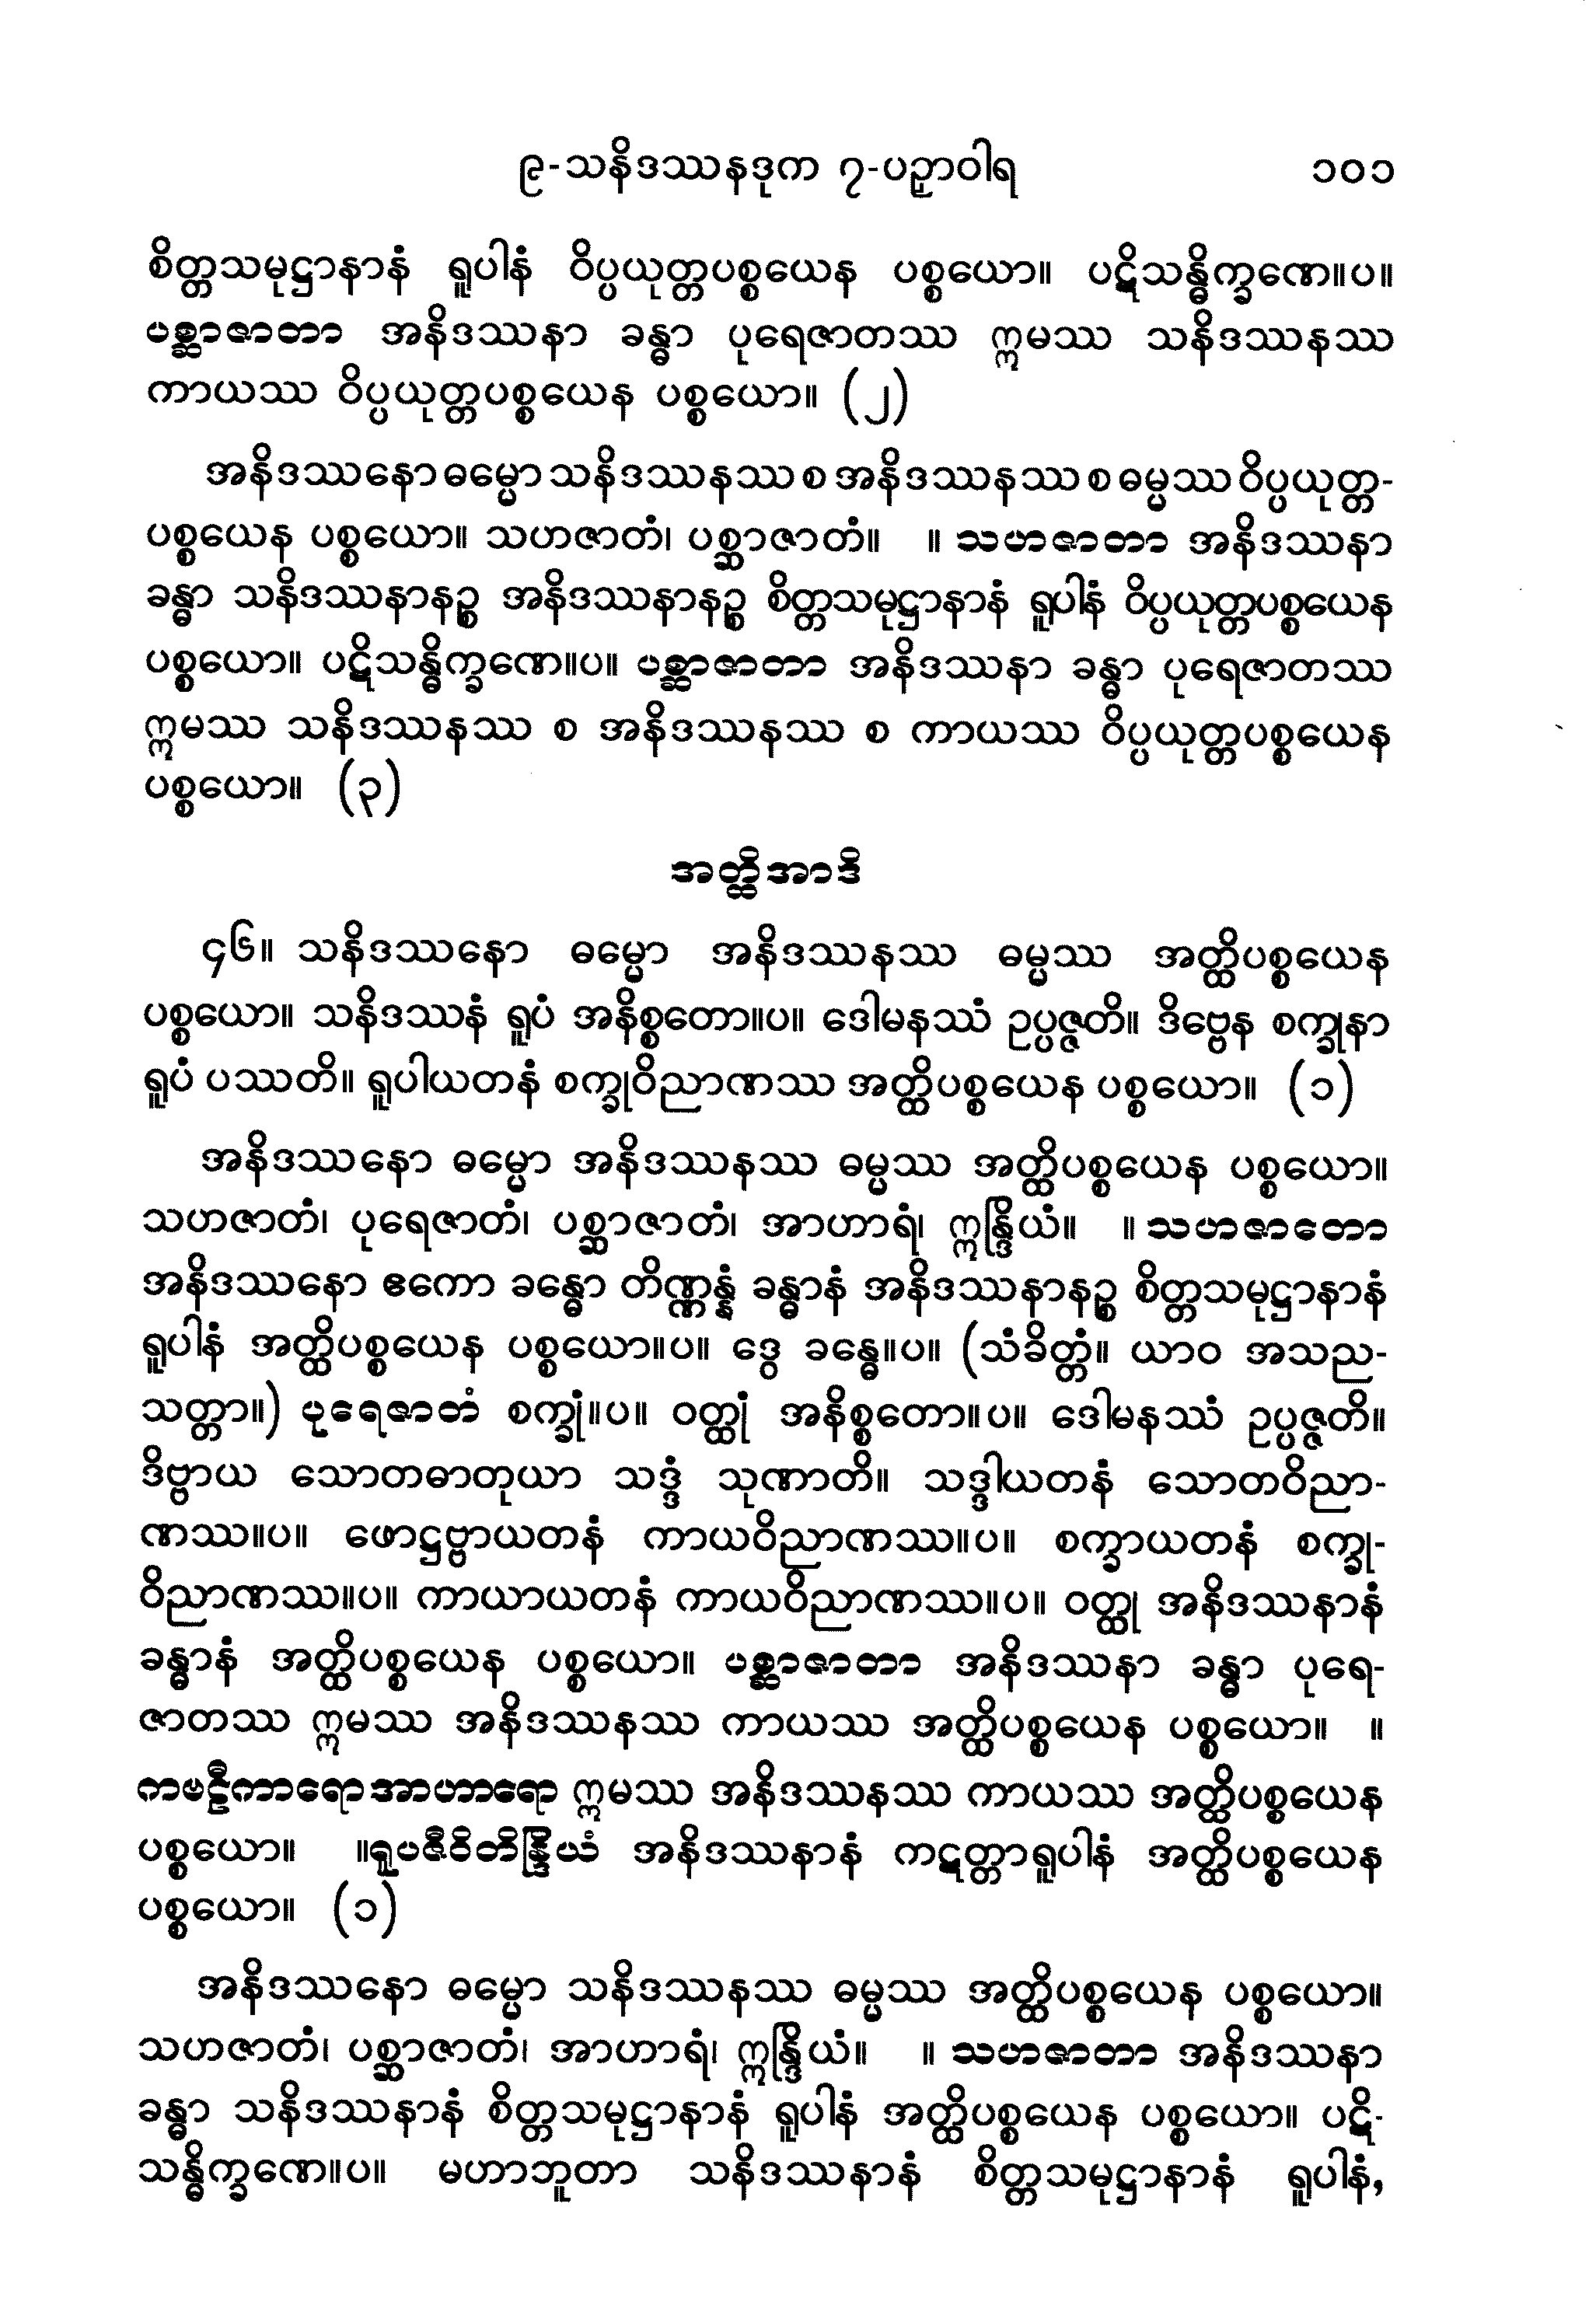 ၉-သနိဒဿနဒုက ၇-ပဉှာဝါရ ၁၀၁
စိတ္တသမုဋ္ဌာနာနံ ရူပါနံ ဝိပ္ပယုတ္တပစ္စယေန ပစ္စယော။ ပဋိသန္ဓိက္ခဏေ။ပ။
ပစ္ဆာဇာတာ အနိဒဿနာ ခန္ဓာ ပုရေဇာတဿ ဣမဿ သနိဒဿနဿ
ကာယဿ ဝိပ္ပယုတ္တပစ္စယေန ပစ္စယော။ (၂)
အနိဒဿနော ဓမ္မော သနိဒဿနဿ စ အနိဒဿနဿ စ ဓမ္မဿ ဝိပ္ပယုတ္တ-
ပစ္စယေန ပစ္စယော။ သဟဇာတံ၊ ပစ္ဆာဇာတံ။ ။ သဟဇာတာ အနိဒဿနာ
ခန္ဓာ သနိဒဿနာနဉ္စ အနိဒဿနာနဉ္စ စိတ္တသမုဋ္ဌာနာနံ ရူပါနံ ဝိပ္ပယုတ္တပစ္စယေန
ပစ္စယော။ ပဋိသန္ဓိက္ခဏေ။ပ။ ပစ္ဆာဇာတာ အနိဒဿနာ ခန္ဓာ ပုရေဇာတဿ
ဣမဿ သနိဒဿနဿ စ အနိဒဿနဿ စ ကာယဿ ဝိပ္ပယုတ္တပစ္စယေန
ပစ္စယော။ (၃)
အတ္ထိအာဒိ
၄၆။ သနိဒဿနော ဓမ္မော အနိဒဿနဿ ဓမ္မဿ အတ္ထိပစ္စယေန
ပစ္စယော။ သနိဒဿနံ ရူပံ အနိစ္စတော။ပ။ ဒေါမနဿံ ဥပ္ပဇ္ဇတိ။ ဒိဗ္ဗေန စက္ခုနာ
ရူပံ ပဿတိ။ ရူပါယတနံ စက္ခုဝိညာဏဿ အတ္ထိပစ္စယေန ပစ္စယော။ (၁)
အနိဒဿနော ဓမ္မော အနိဒဿနဿ ဓမ္မဿ အတ္ထိပစ္စယေန ပစ္စယော။
သဟဇာတံ၊ ပုရေဇာတံ၊ ပစ္ဆာဇာတံ၊ အာဟာရံ၊ ဣန္ဒြိယံ။ ။ သဟဇာတော
အနိဒဿနော ဧကော ခန္ဓော တိဏ္ဏန္နံ ခန္ဓာနံ အနိဒဿနာနဉ္စ စိတ္တသမုဋ္ဌာနာနံ
ရူပါနံ အတ္ထိပစ္စယေန ပစ္စယော။ပ။ ဒွေ ခန္ဓေ။ပ။ (သံခိတ္တံ။ ယာဝ အသည-
သတ္တာ။) ပုရေဇာတံ စက္ခုံ။ပ။ ဝတ္ထုံ အနိစ္စတော။ပ။ ဒေါမနဿံ ဥပ္ပဇ္ဇတိ။
ဒိဗ္ဗာယ သောတဓာတုယာ သဒ္ဒံ သုဏာတိ။ သဒ္ဒါယတနံ သောတဝိညာ-
ဏဿ။ပ။ ဖောဋ္ဌဗ္ဗာယတနံ ကာယဝိညာဏဿ။ပ။ စက္ခာယတနံ စက္ခု-
ဝိညာဏဿ။ပ။ ကာယာယတနံ ကာယဝိညာဏဿ။ပ။ ဝတ္ထု အနိဒဿနာနံ
ခန္ဓာနံ အတ္ထိပစ္စယေန ပစ္စယော။ ပစ္ဆာဇာတာ အနိဒဿနာ ခန္ဓာ ပုရေ-
ဇာတဿ ဣမဿ အနိဒဿနဿ ကာယဿ အတ္ထိပစ္စယေန ပစ္စယော။ ။
ကဗဠီကာရော အာဟာရော ဣမဿ အနိဒဿနဿ ကာယဿ အတ္ထိပစ္စယေန
ပစ္စယော။ ။ရူပဇီဝိတိန္ဒြိယံ အနိဒဿနာနံ ကဋတ္တာရူပါနံ အတ္ထိပစ္စယေန
ပစ္စယော။ (၁)
အနိဒဿနော ဓမ္မော သနိဒဿနဿ ဓမ္မဿ အတ္ထိပစ္စယေန ပစ္စယော။
သဟဇာတံ၊ ပစ္ဆာဇာတံ၊ အာဟာရံ၊ ဣန္ဒြိယံ။ ။ သဟဇာတာ အနိဒဿနာ
ခန္ဓာ သနိဒဿနာနံ စိတ္တသမုဋ္ဌာနာနံ ရူပါနံ အတ္ထိပစ္စယေန ပစ္စယော။ ပဋိ-
သန္ဓိက္ခဏေ။ပ။ မဟာဘူတာ သနိဒဿနာနံ စိတ္တသမုဋ္ဌာနာနံ ရူပါနံ,